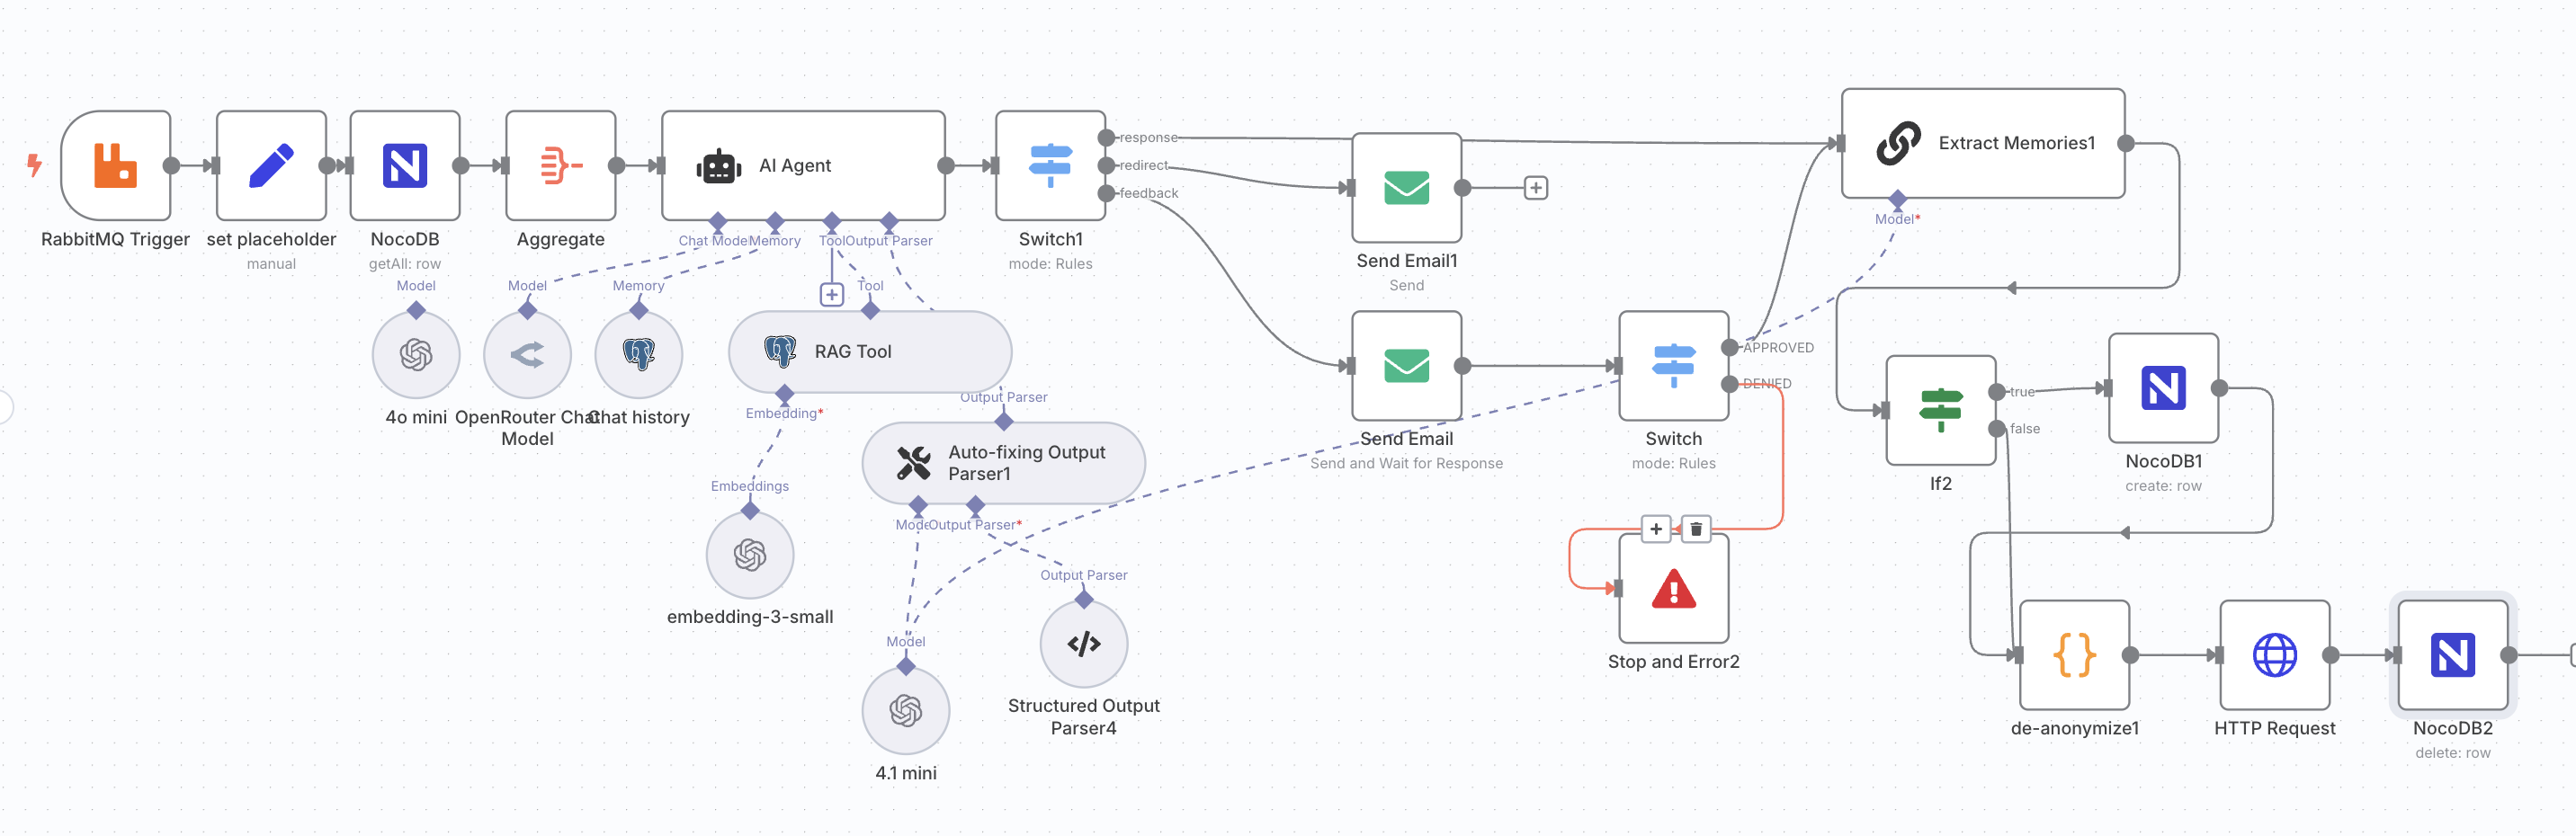 RabbitMQ Trigger
set placeholder
manual
NocoDB
getAll: row
Aggregate
AI Agent
Chat Mode
Memory
Tool
Output Parser
Switch1
mode: Rules
response
redirect
feedback
Send Email1
Send
Extract Memories1
Model*
Model
4o mini
Model
OpenRouter Chat
Model
Memory
Chat history
Tool
RAG Tool
Embedding*
Embeddings
embedding-3-small
Output Parser
Auto-fixing Output
Parser1
Mode
Output Parser*
Model
4.1 mini
Output Parser
Structured Output
Parser4
Send Email
Send and Wait for Response
Switch
mode: Rules
APPROVED
DENIED
Stop and Error2
If2
true
false
NocoDB1
create: row
de-anonymize1
HTTP Request
NocoDB2
delete: row